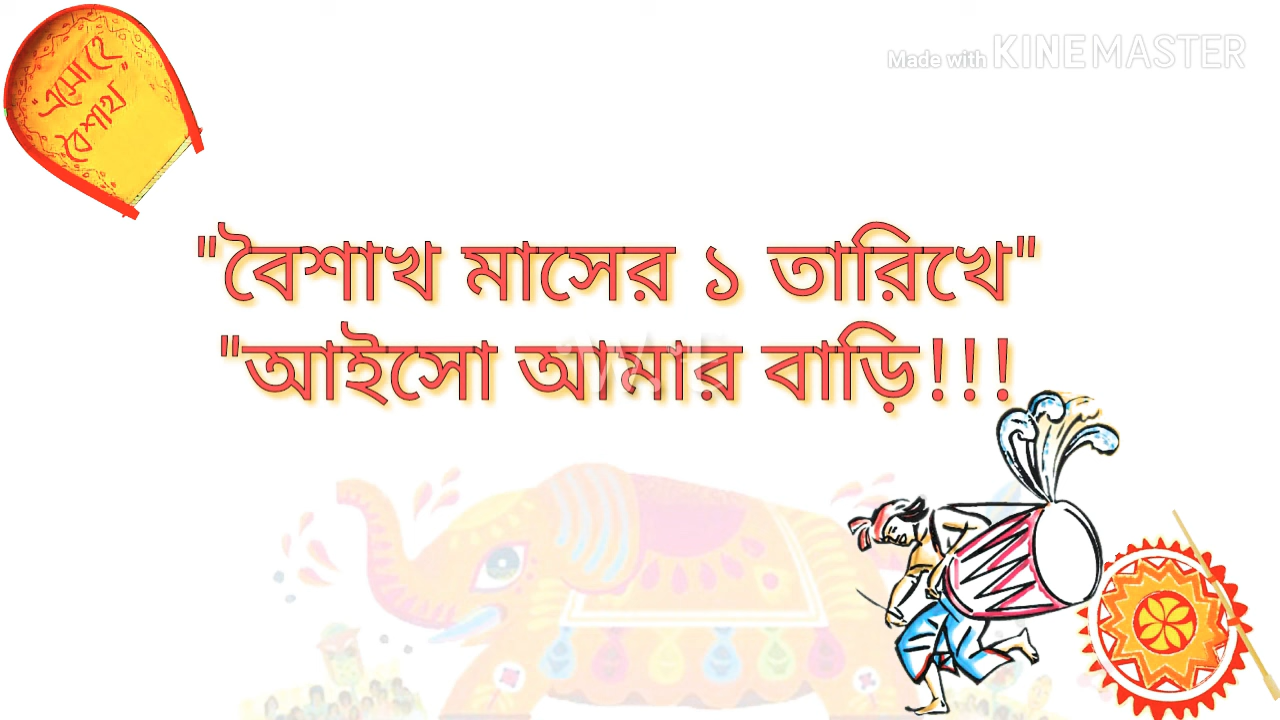 "এসো হে
বৈশাখ"
Made with KINEMASTER
"বৈশাখ মাসের ১ তারিখে"
"আইসো আমার বাড়ি!!!